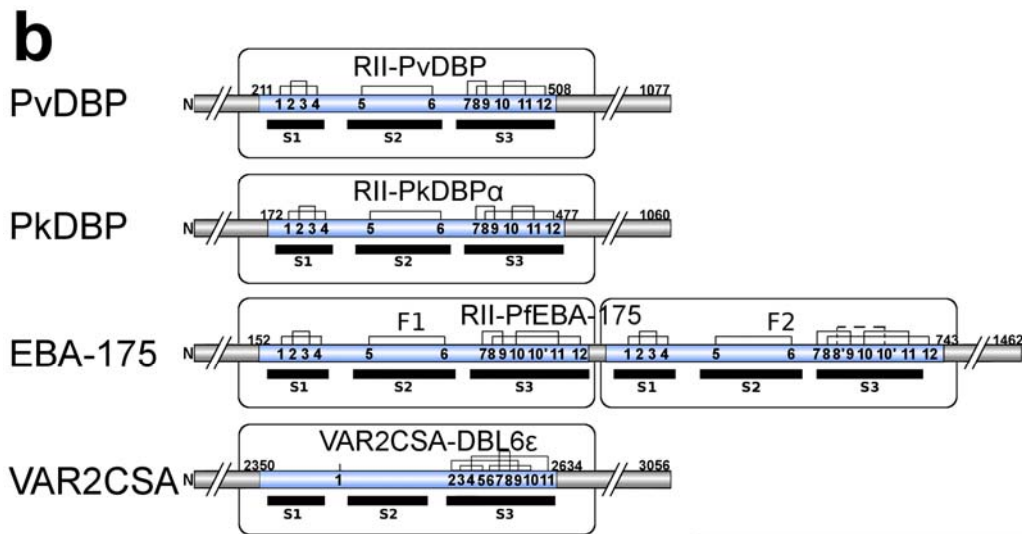 b
RII-PvDBP
PvDBP N 211 508 1077
1 2 3 4 5 6 7 8 9 10 11 12
S1 S2 S3
RII-PkDBPα
PkDBP N 172 477 1060
1 2 3 4 5 6 7 8 9 10 11 12
S1 S2 S3
F1 RII-PfEBA-175 F2
EBA-175 N 152 743 1462
1 2 3 4 5 6 7 8 9 10 10' 11 12 1 2 3 4 5 6 7 8 8' 9 10 10' 11 12
S1 S2 S3 S1 S2 S3
VAR2CSA-DBL6ε
VAR2CSA N 2350 2634 3056
1 2 3 4 5 6 7 8 9 10 11
S1 S2 S3